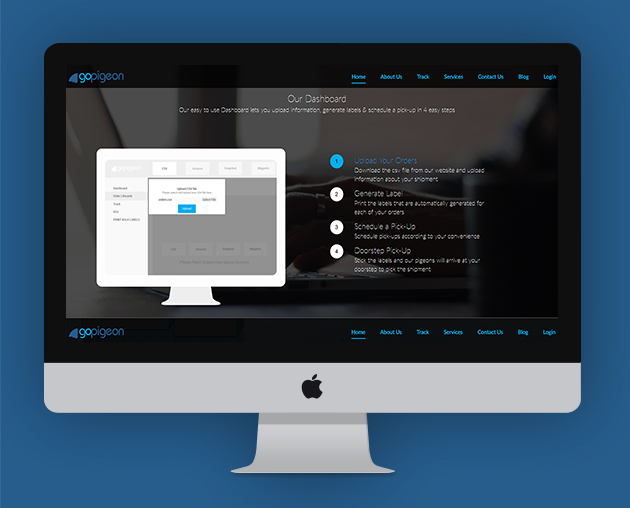 gopigeon
Home About Us Track Services Contact Us Blog Login
Our Dashboard
Our easy to use Dashboard lets you upload information, generate labels & schedule a pick-up in 4 easy steps
CSV
Dashboard
Track
Upload
1 Upload Your Orders
Download the csv file from our website and upload
information about your shipment
2 Generate Label
Print the labels that are automatically generated for
each of your orders
3 Schedule a Pick-Up
Schedule pick-ups according to your convenience
4 Doorstep Pick-Up
Stick the labels and our pigeons will arrive at your
doorstep to pick the shipment
gopigeon
Home About Us Track Services Contact Us Blog Login